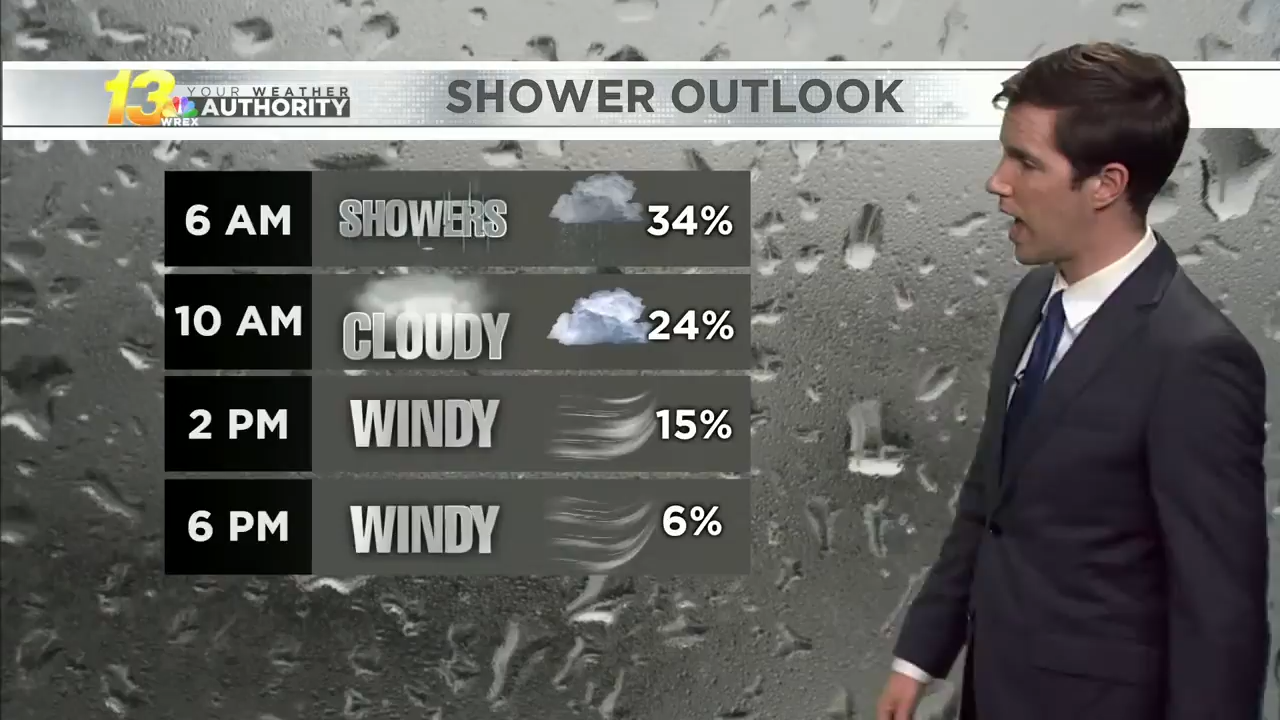 13 YOUR WEATHER
AUTHORITY
WREX
SHOWER OUTLOOK
6 AM SHOWERS 34%
10 AM CLOUDY 24%
2 PM WINDY 15%
6 PM WINDY 6%